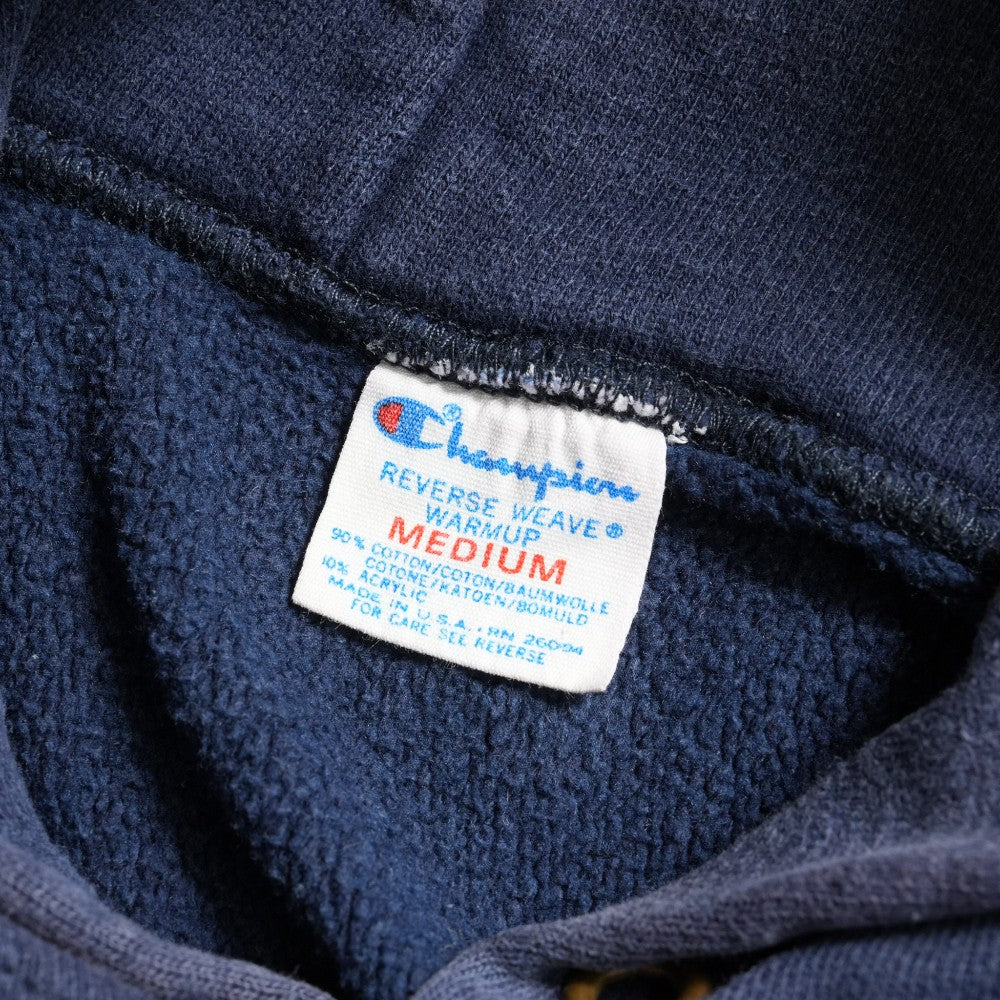 Champion®
REVERSE WEAVE®
WARMUP
MEDIUM
90% COTTON/COTON/BAUMWOLLE
COTONE/KATOEN/BOMULD
10% ACRYLIC
MADE IN U.S.A. · RN 26094
FOR CARE SEE REVERSE